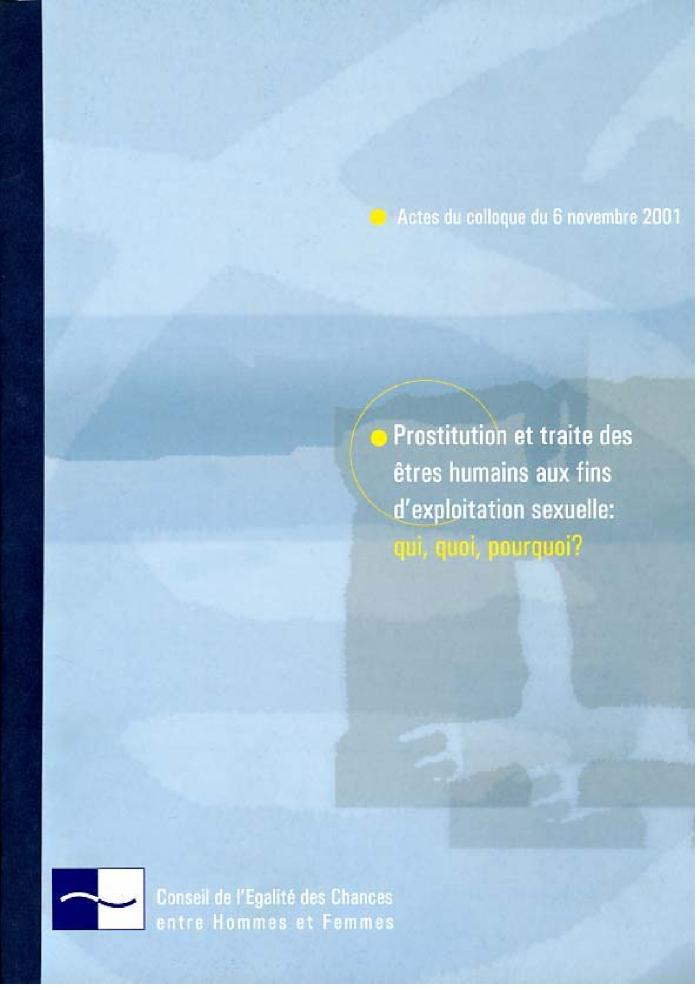 Actes du colloque du 6 novembre 2001
Prostitution et traite des
êtres humains aux fins
d'exploitation sexuelle:
qui, quoi, pourquoi?
Conseil de l'Egalité des Chances
entre Hommes et Femmes